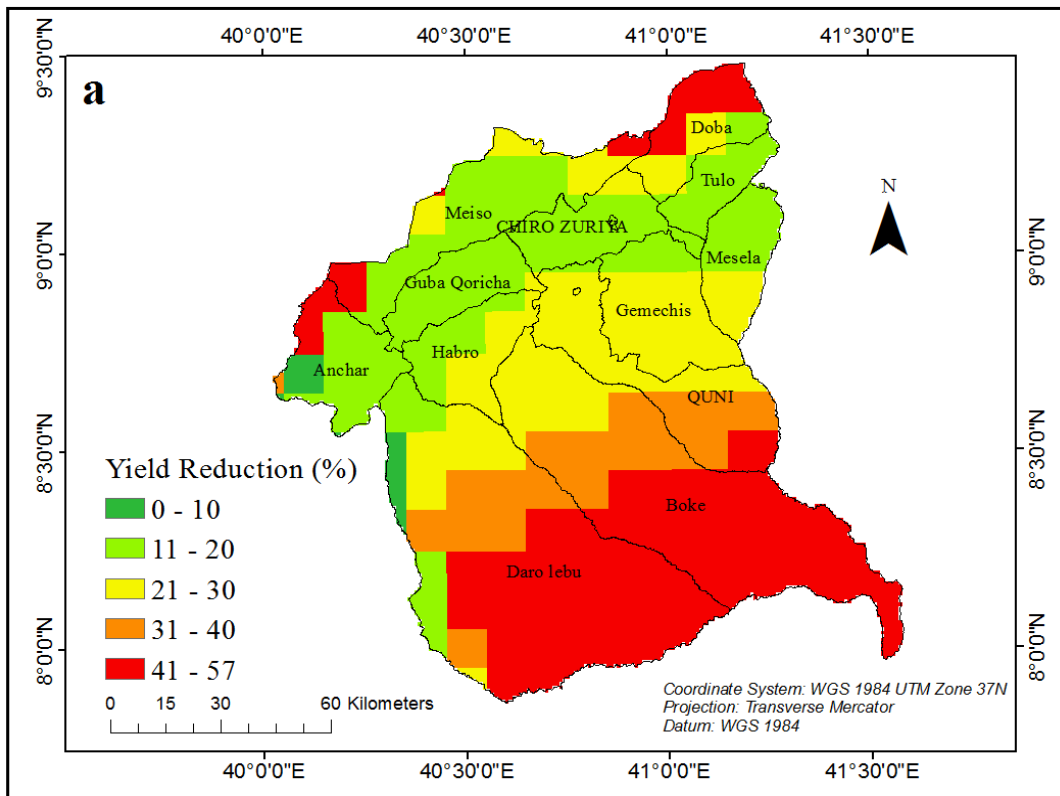 40°0'0"E 40°30'0"E 41°0'0"E 41°30'0"E
9°30'0"N
9°0'0"N
8°30'0"N
8°0'0"N
a
Doba
Tulo
Meiso
CHIRO ZURIYA
Mesela
Guba Qoricha
Gemechis
Habro
Anchar
QUNI
Boke
Daro lebu
N
9°0'0"N
8°30'0"N
8°0'0"N
Yield Reduction (%)
0 - 10
11 - 20
21 - 30
31 - 40
41 - 57
0 15 30 60 Kilometers
Coordinate System: WGS 1984 UTM Zone 37N
Projection: Transverse Mercator
Datum: WGS 1984
40°0'0"E 40°30'0"E 41°0'0"E 41°30'0"E